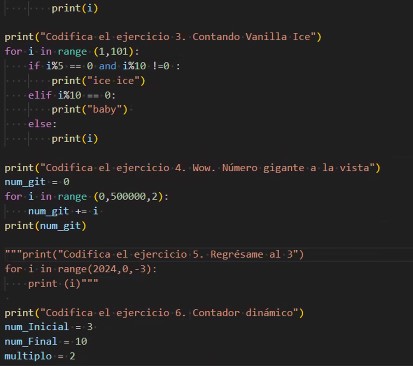 print(i)
print("Codifica el ejercicio 3. Contando Vanilla Ice")
for i in range (1,101):
if i%5 == 0 and i%10 !=0 :
print("ice ice")
elif i%10 == 0:
print("baby")
else:
print(i)
print("Codifica el ejercicio 4. Wow. Número gigante a la vista")
num_git = 0
for i in range (0,500000,2):
num_git += i
print(num_git)
"""print("Codifica el ejercicio 5. Regrésame al 3")
for i in range(2024,0,-3):
print (i)"""
print("Codifica el ejercicio 6. Contador dinámico")
num_Inicial = 3
num_Final = 10
multiplo = 2